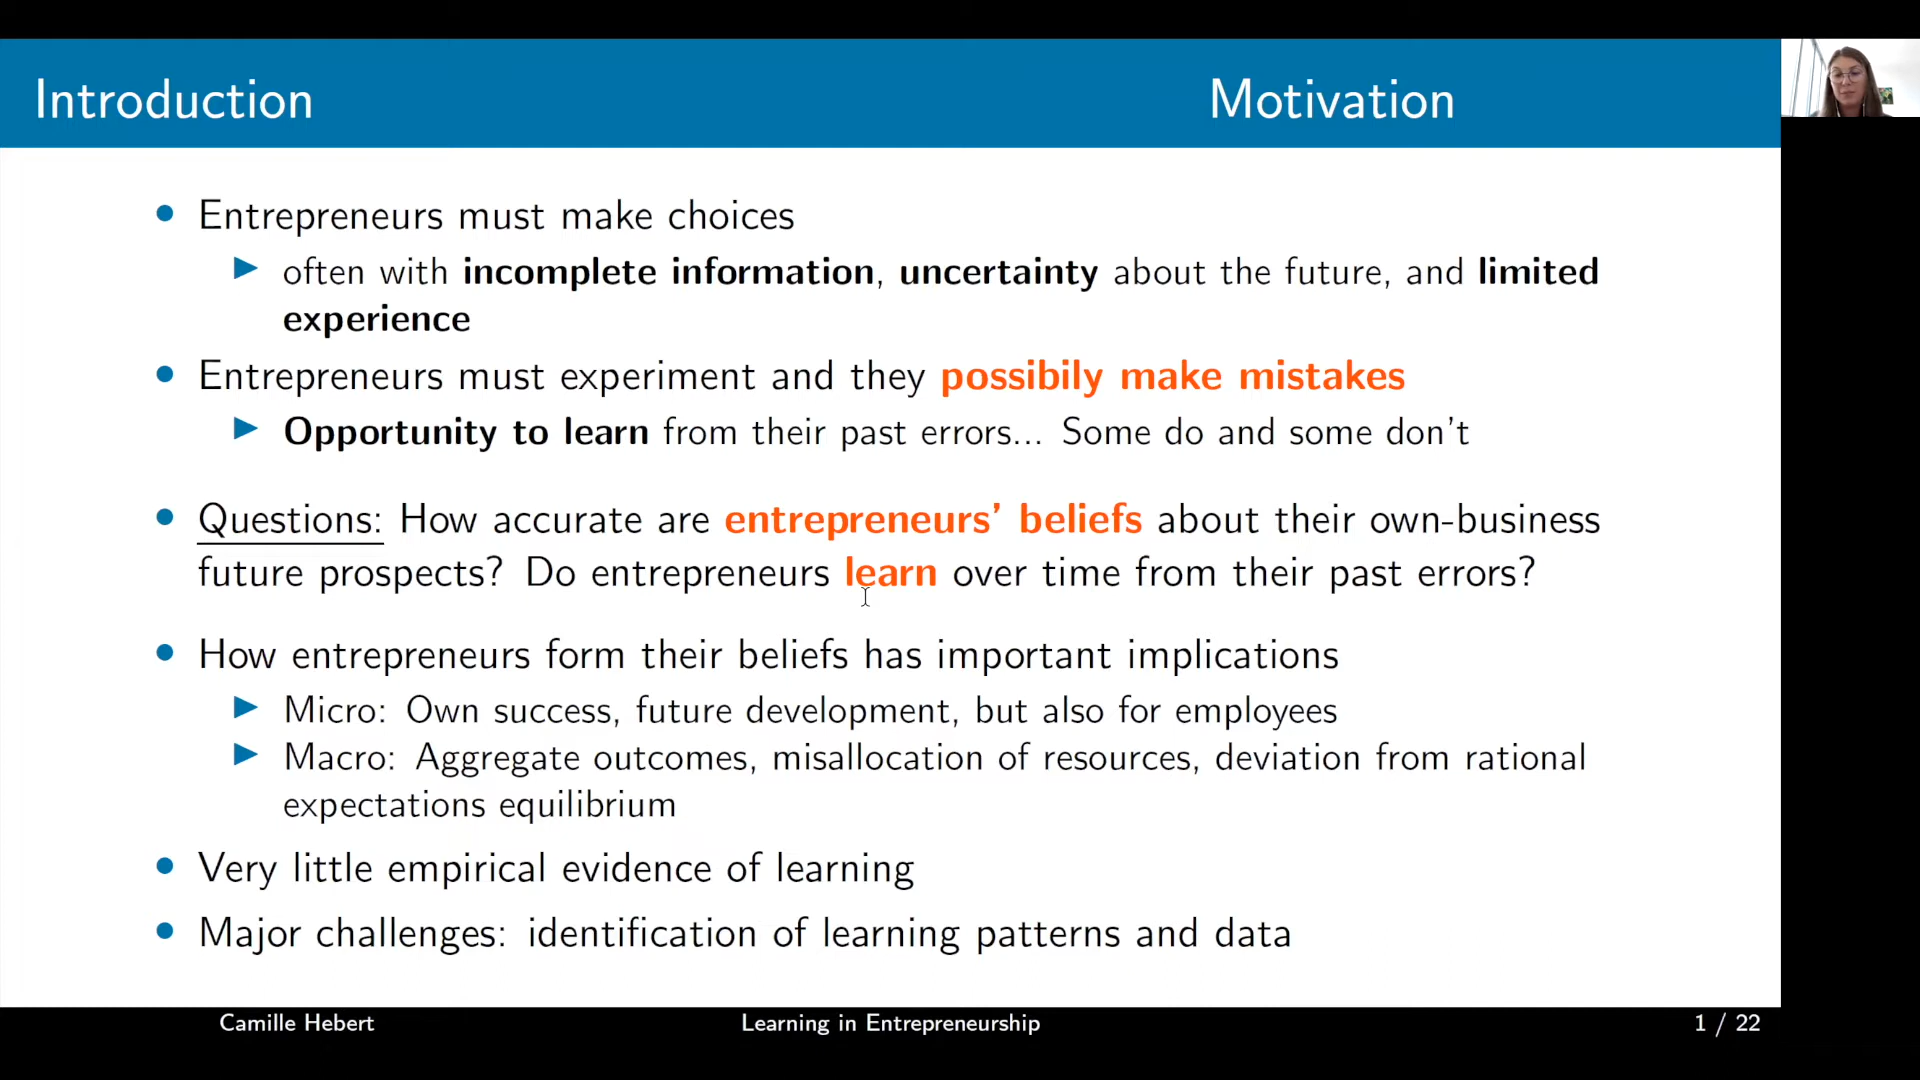 Introduction
Motivation
• Entrepreneurs must make choices
▶ often with incomplete information, uncertainty about the future, and limited
experience
• Entrepreneurs must experiment and they possibily make mistakes
▶ Opportunity to learn from their past errors... Some do and some don't
• Questions: How accurate are entrepreneurs' beliefs about their own-business
future prospects? Do entrepreneurs learn over time from their past errors?
• How entrepreneurs form their beliefs has important implications
▶ Micro: Own success, future development, but also for employees
▶ Macro: Aggregate outcomes, misallocation of resources, deviation from rational
expectations equilibrium
• Very little empirical evidence of learning
• Major challenges: identification of learning patterns and data
Camille Hebert
Learning in Entrepreneurship
1 / 22